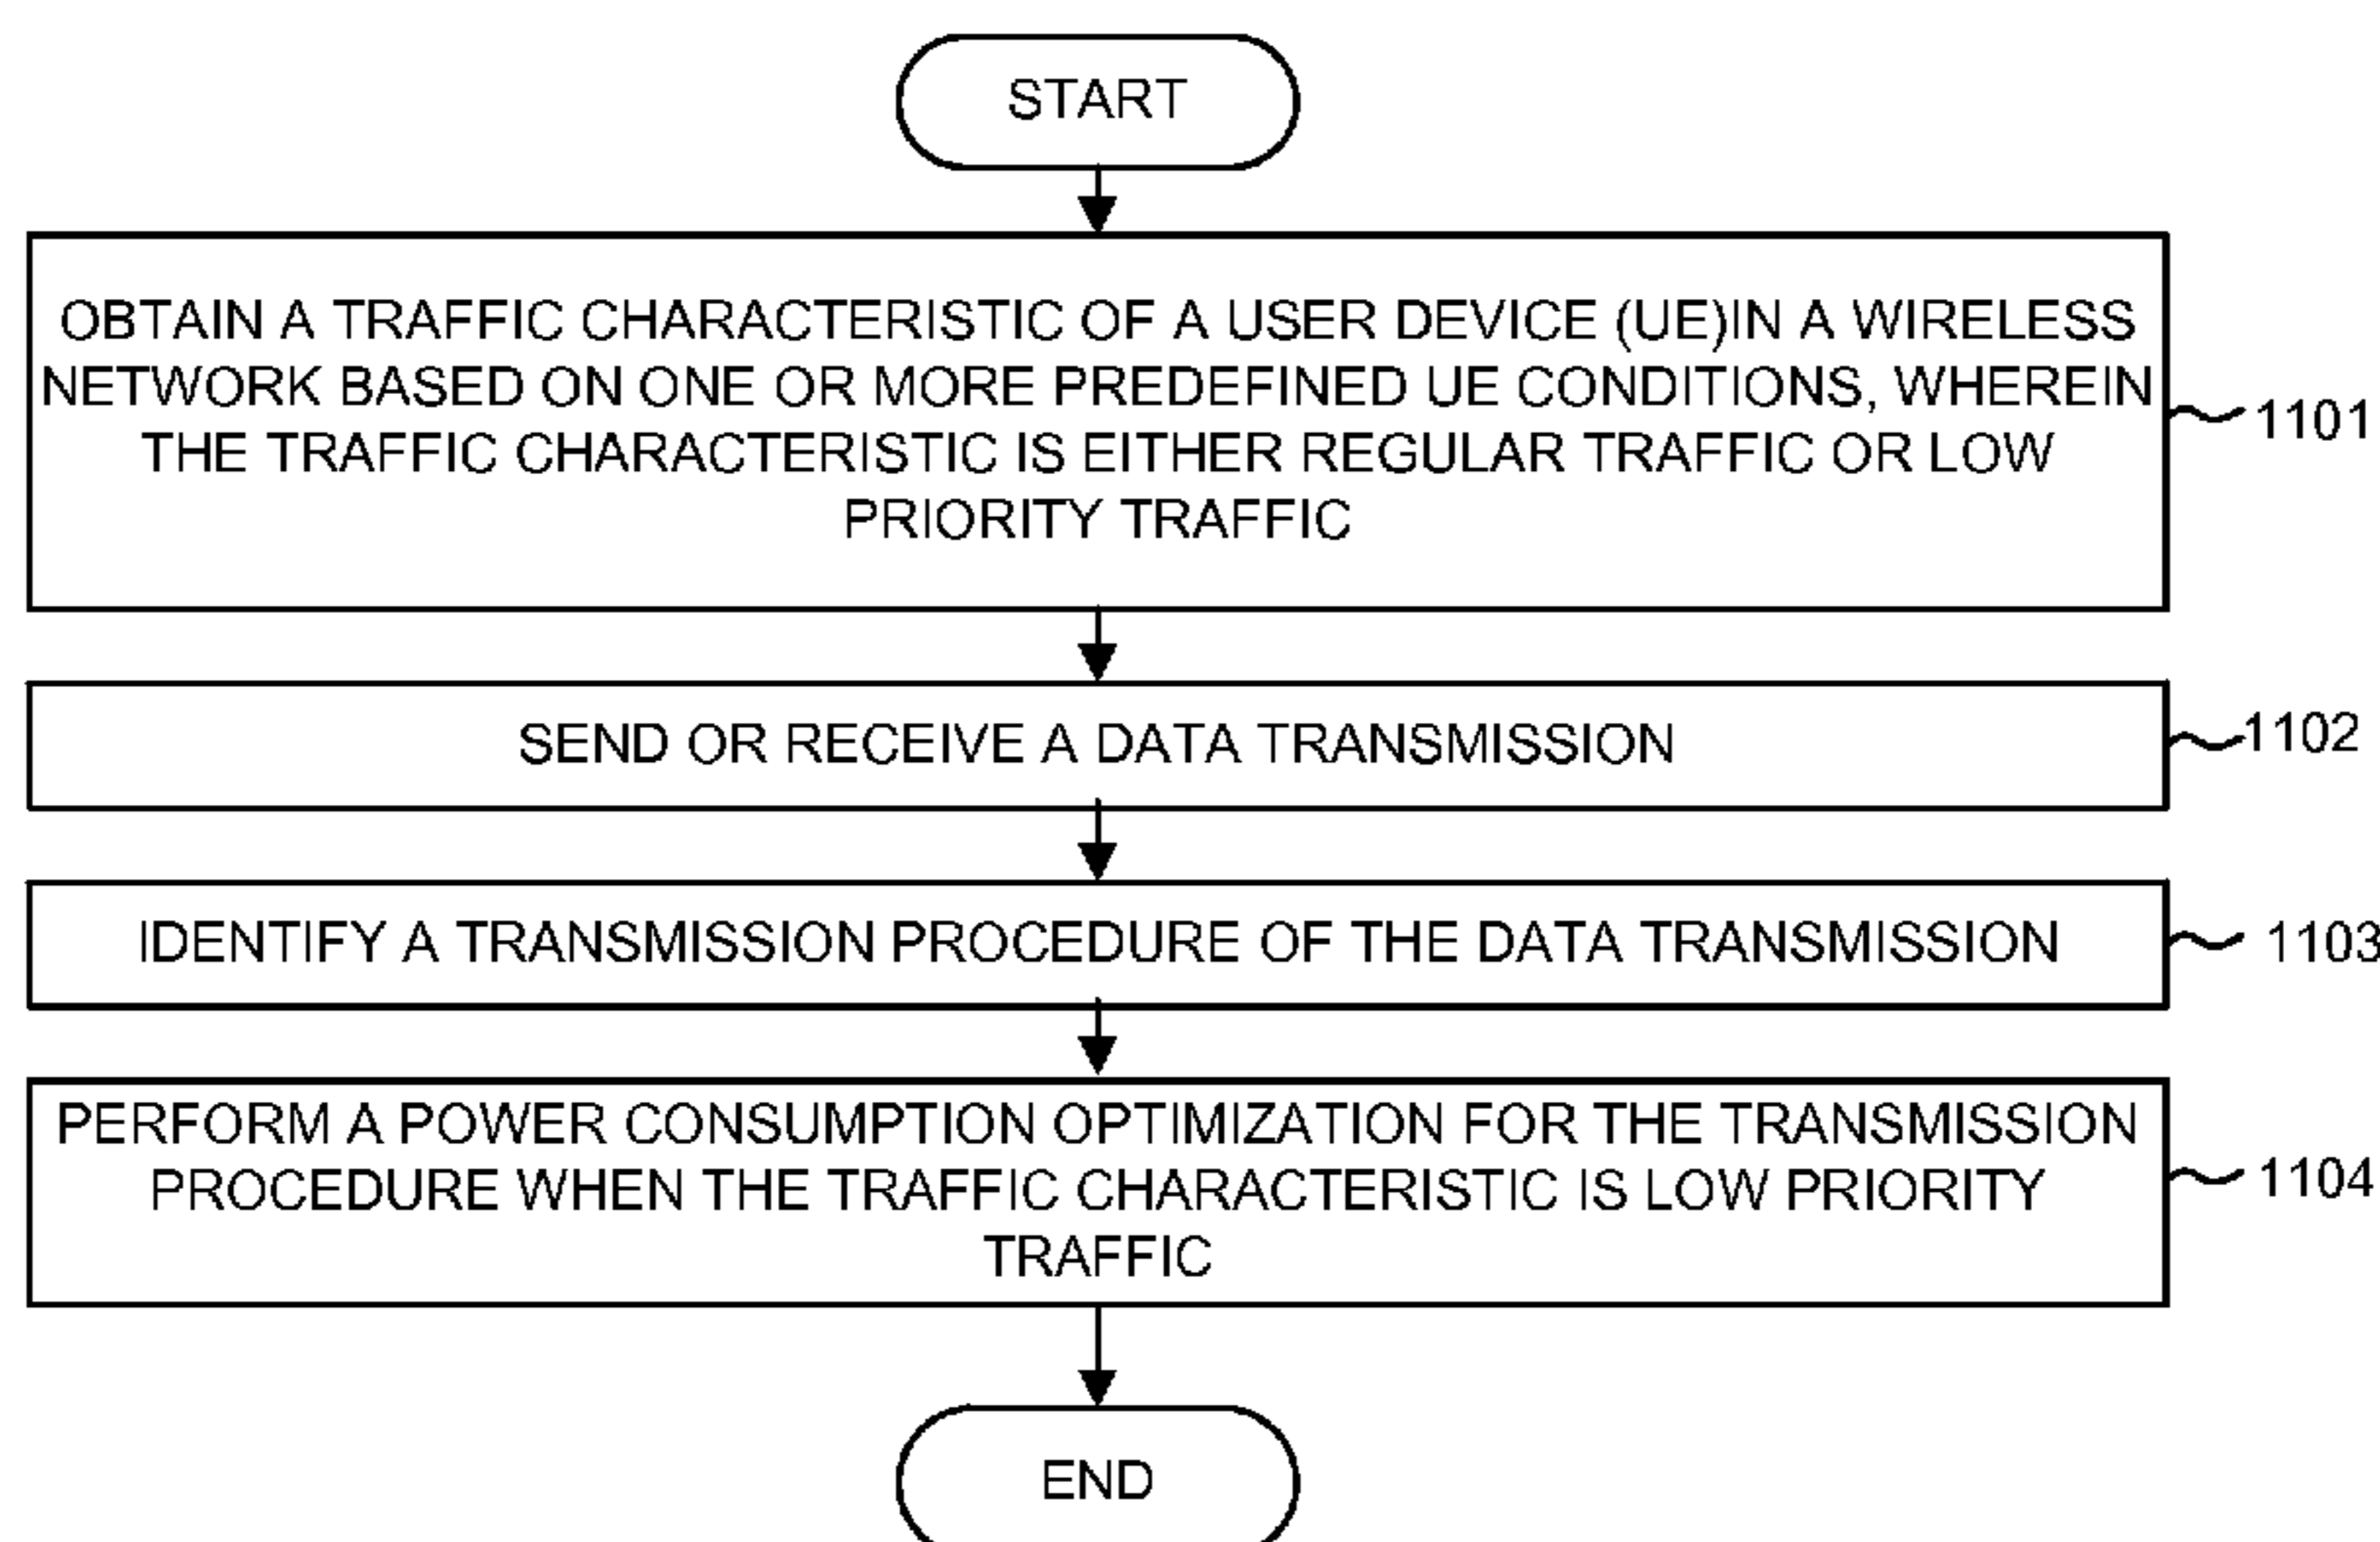 START
OBTAIN A TRAFFIC CHARACTERISTIC OF A USER DEVICE (UE)IN A WIRELESS
NETWORK BASED ON ONE OR MORE PREDEFINED UE CONDITIONS, WHEREIN
THE TRAFFIC CHARACTERISTIC IS EITHER REGULAR TRAFFIC OR LOW
PRIORITY TRAFFIC
1101
SEND OR RECEIVE A DATA TRANSMISSION
1102
IDENTIFY A TRANSMISSION PROCEDURE OF THE DATA TRANSMISSION
1103
PERFORM A POWER CONSUMPTION OPTIMIZATION FOR THE TRANSMISSION
PROCEDURE WHEN THE TRAFFIC CHARACTERISTIC IS LOW PRIORITY
TRAFFIC
1104
END